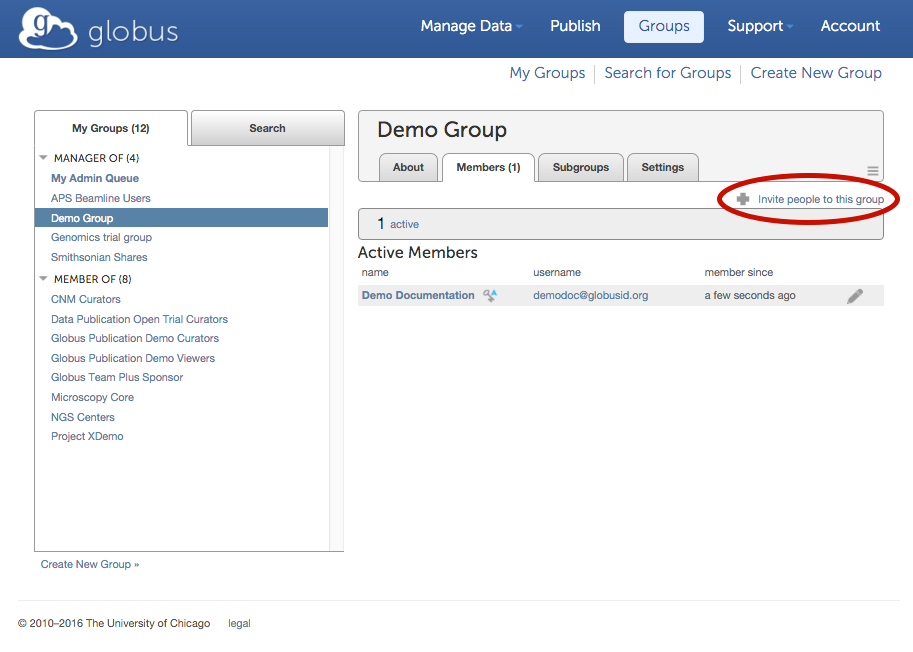 g globus
Manage Data Publish Groups Support Account
My Groups Search for Groups Create New Group
My Groups (12) Search
MANAGER OF (4)
My Admin Queue
APS Beamline Users
Demo Group
Genomics trial group
Smithsonian Shares
MEMBER OF (8)
CNM Curators
Data Publication Open Trial Curators
Globus Publication Demo Curators
Globus Publication Demo Viewers
Globus Team Plus Sponsor
Microscopy Core
NGS Centers
Project XDemo
Create New Group »
Demo Group
About Members (1) Subgroups Settings
Invite people to this group
1 active
Active Members
name username member since
Demo Documentation demodoc@globusid.org a few seconds ago
© 2010–2016 The University of Chicago legal